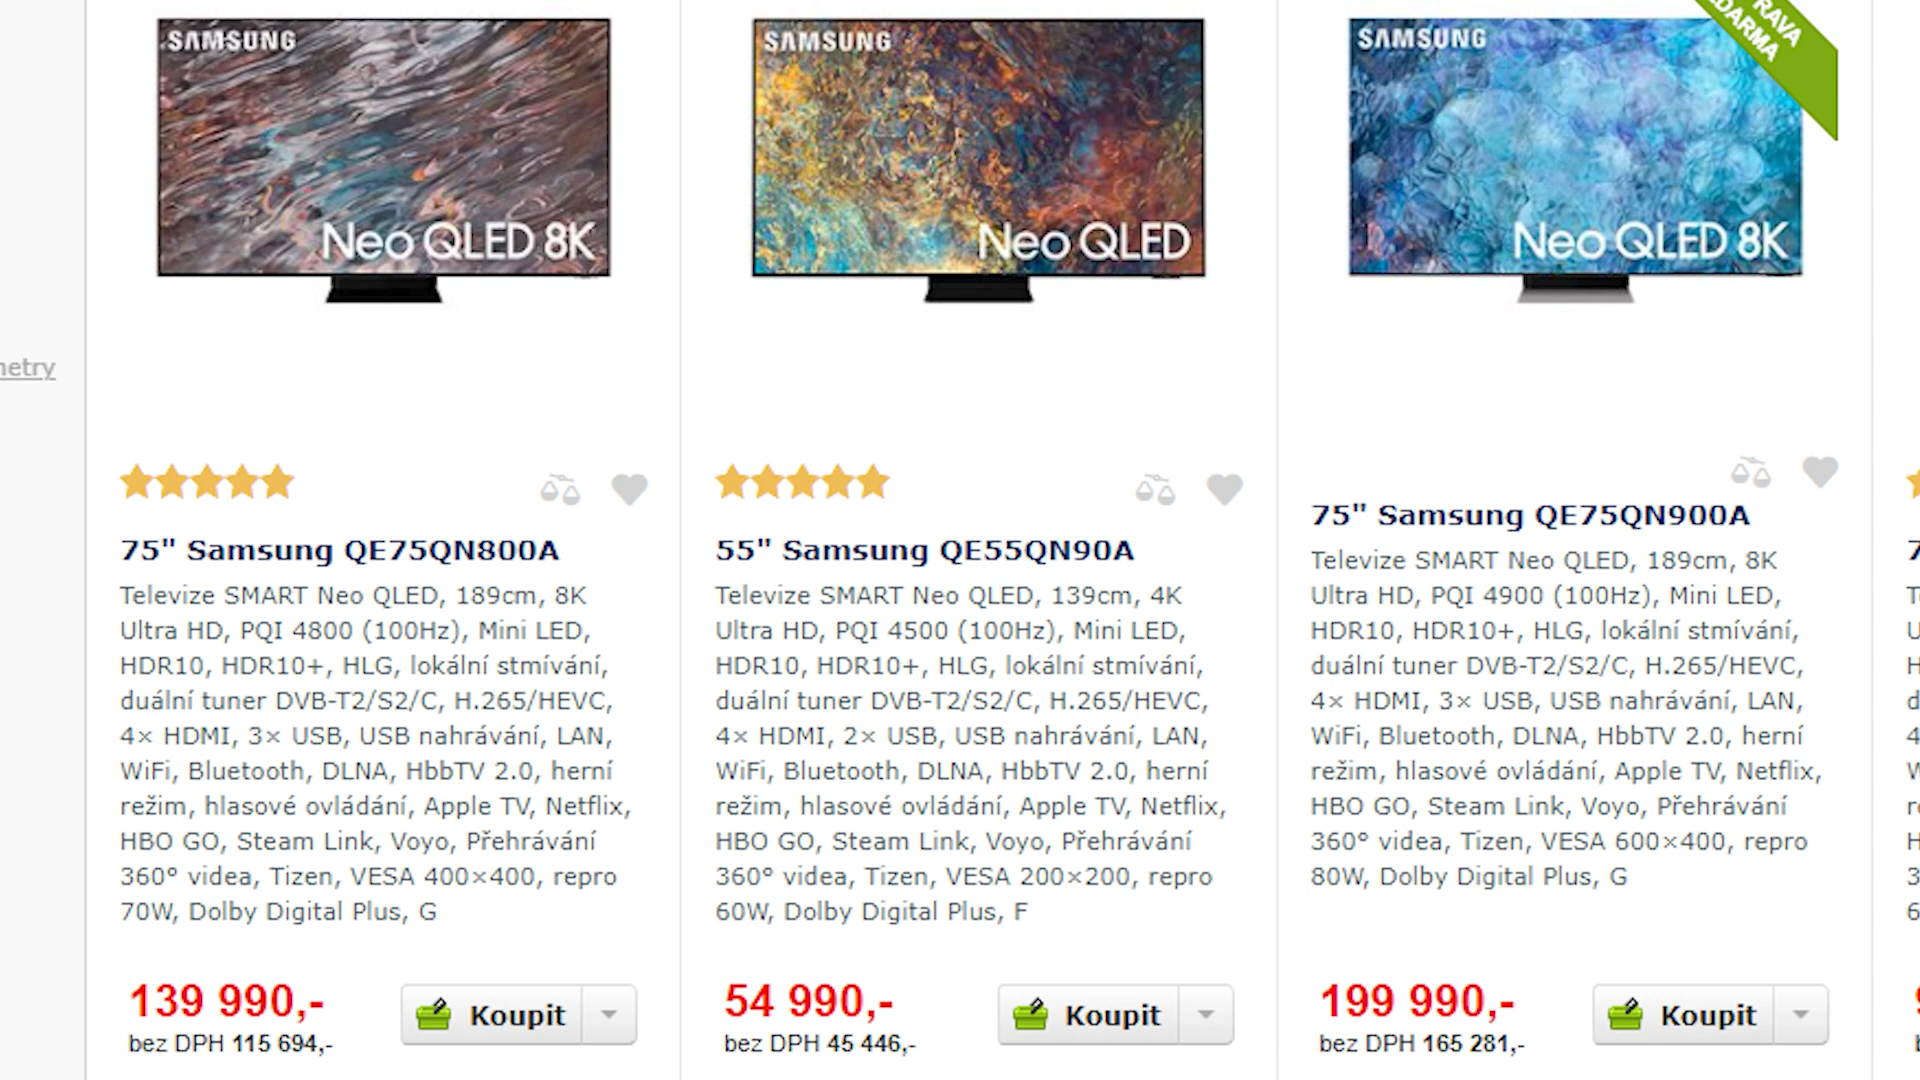 SAMSUNG
Neo QLED 8K
75" Samsung QE75QN800A
Televize SMART Neo QLED, 189cm, 8K
Ultra HD, PQI 4800 (100Hz), Mini LED,
HDR10, HDR10+, HLG, lokální stmívání,
duální tuner DVB-T2/S2/C, H.265/HEVC,
4× HDMI, 3× USB, USB nahrávání, LAN,
WiFi, Bluetooth, DLNA, HbbTV 2.0, herní
režim, hlasové ovládání, Apple TV, Netflix,
HBO GO, Steam Link, Voyo, Přehrávání
360° videa, Tizen, VESA 400×400, repro
70W, Dolby Digital Plus, G
139 990,-
bez DPH 115 694,-
Koupit
SAMSUNG
Neo QLED
55" Samsung QE55QN90A
Televize SMART Neo QLED, 139cm, 4K
Ultra HD, PQI 4500 (100Hz), Mini LED,
HDR10, HDR10+, HLG, lokální stmívání,
duální tuner DVB-T2/S2/C, H.265/HEVC,
4× HDMI, 2× USB, USB nahrávání, LAN,
WiFi, Bluetooth, DLNA, HbbTV 2.0, herní
režim, hlasové ovládání, Apple TV, Netflix,
HBO GO, Steam Link, Voyo, Přehrávání
360° videa, Tizen, VESA 200×200, repro
60W, Dolby Digital Plus, F
54 990,-
bez DPH 45 446,-
Koupit
SAMSUNG
Neo QLED 8K
75" Samsung QE75QN900A
Televize SMART Neo QLED, 189cm, 8K
Ultra HD, PQI 4900 (100Hz), Mini LED,
HDR10, HDR10+, HLG, lokální stmívání,
duální tuner DVB-T2/S2/C, H.265/HEVC,
4× HDMI, 3× USB, USB nahrávání, LAN,
WiFi, Bluetooth, DLNA, HbbTV 2.0, herní
režim, hlasové ovládání, Apple TV, Netflix,
HBO GO, Steam Link, Voyo, Přehrávání
360° videa, Tizen, VESA 600×400, repro
80W, Dolby Digital Plus, G
199 990,-
bez DPH 165 281,-
Koupit